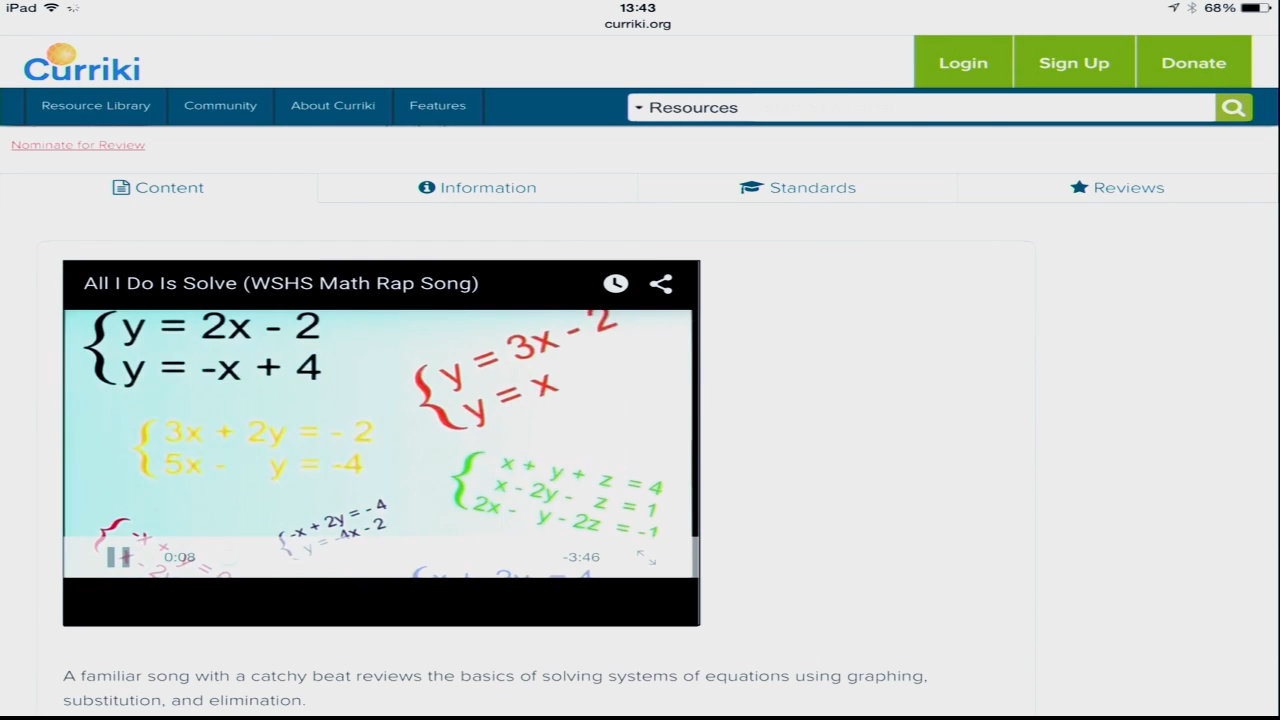 iPad 13:43 68%
curriki.org
Curriki
Login Sign Up Donate
Resource Library Community About Curriki Features Resources
Nominate for Review
Content Information Standards Reviews
All I Do Is Solve (WSHS Math Rap Song)
y = 2x - 2
y = -x + 4
y = 3x - 2
y = x
3x + 2y = - 2
5x - y = -4
x + y + z = 4
x - 2y - z = 1
2x - y - 2z = -1
-x + 2y = -4
y = -4x - 2
0:08 -3:46
A familiar song with a catchy beat reviews the basics of solving systems of equations using graphing,
substitution, and elimination.